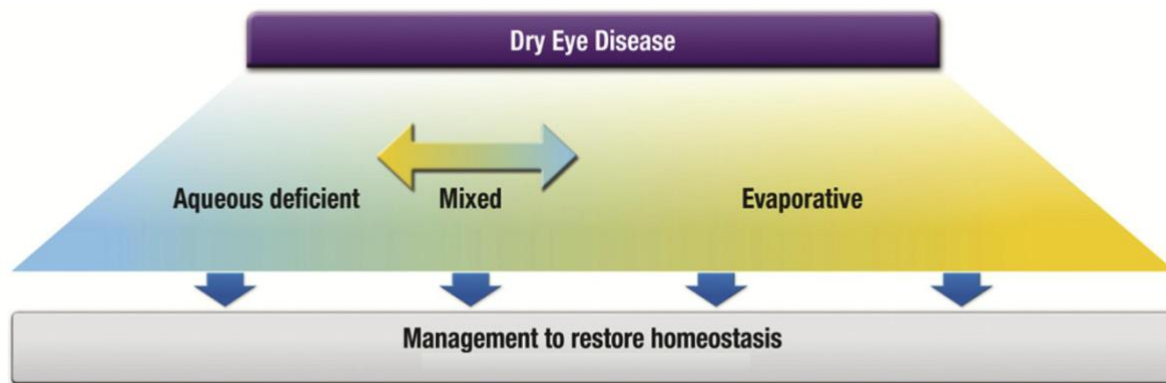 Dry Eye Disease
Aqueous deficient Mixed Evaporative
Management to restore homeostasis